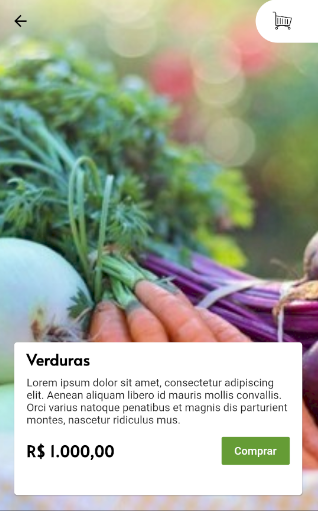 Verduras
Lorem ipsum dolor sit amet, consectetur adipiscing
elit. Aenean aliquam libero id mauris mollis convallis.
Orci varius natoque penatibus et magnis dis parturient
montes, nascetur ridiculus mus.
R$ 1.000,00
Comprar